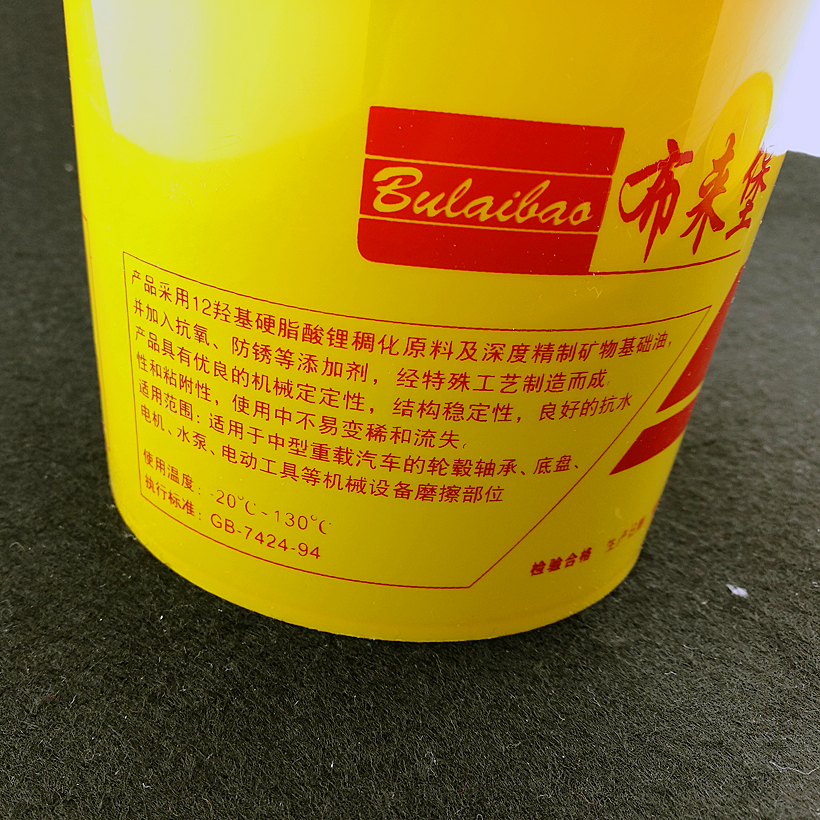 Bulaibao
布来堡
产品采用12羟基硬脂酸锂稠化原料及深度精制矿物基础油,
并加入抗氧、防锈等添加剂，经特殊工艺制造而成,
产品具有优良的机械定定性，结构稳定性，良好的抗水
性和粘附性，使用中不易变稀和流失,
适用范围：适用于中型重载汽车的轮毂轴承、底盘、
电机、水泵、电动工具等机械设备磨擦部位
使用温度：-20℃-130℃
执行标准：GB-7424-94
检验合格 生产日期